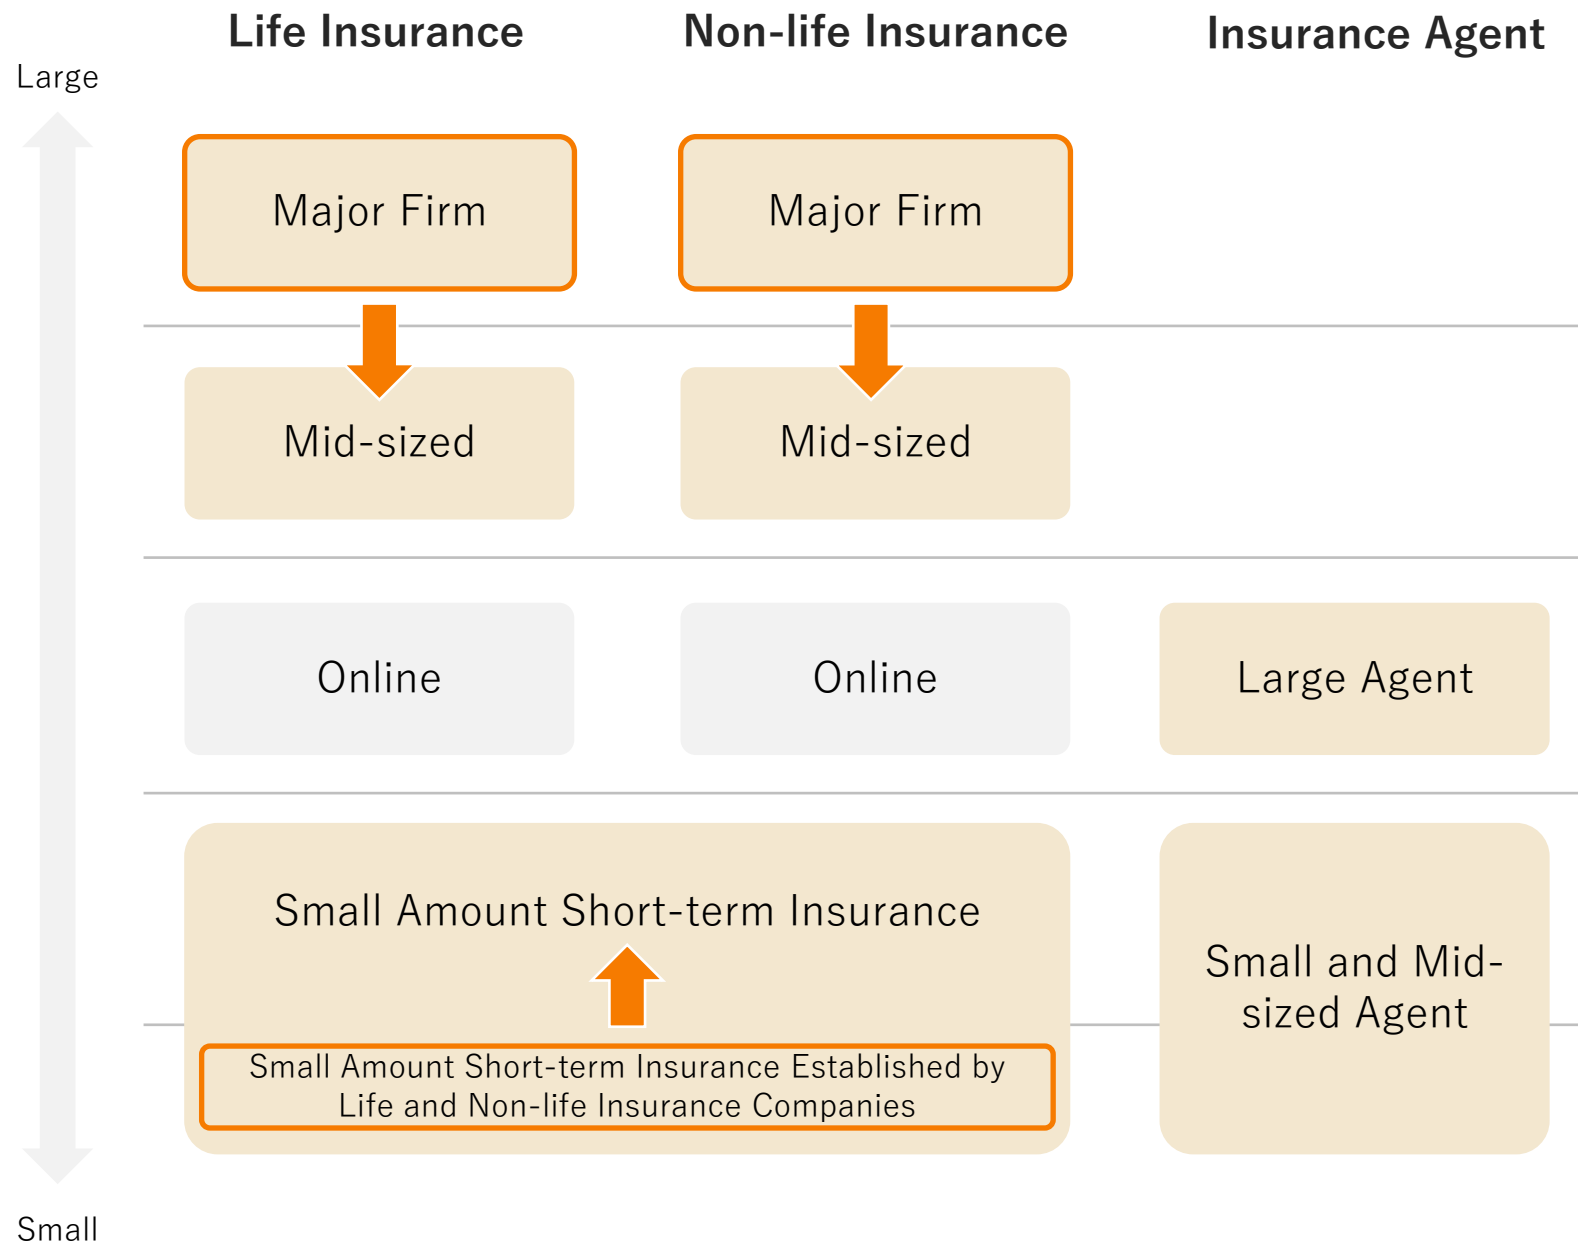 Life Insurance
Non-life Insurance
Insurance Agent
Large
Major Firm
Major Firm
Mid-sized
Mid-sized
Online
Online
Large Agent
Small Amount Short-term Insurance
Small and Mid-
sized Agent
Small Amount Short-term Insurance Established by
Life and Non-life Insurance Companies
Small